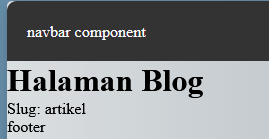 navbar component
Halaman Blog
Slug: artikel
footer